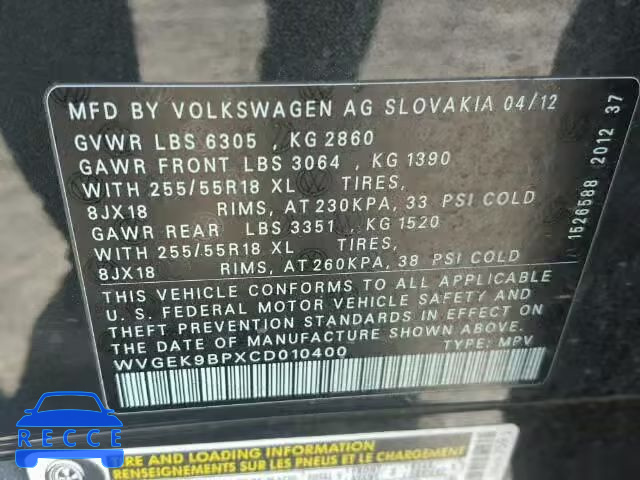 MFD BY VOLKSWAGEN AG SLOVAKIA 04/12
GVWR LBS 6305 , KG 2860
GAWR FRONT LBS 3064 , KG 1390
WITH 255/55R18 XL TIRES,
8JX18 RIMS, AT 230KPA, 33 PSI COLD
GAWR REAR LBS 3351 , KG 1520
WITH 255/55R18 XL TIRES,
8JX18 RIMS, AT 260KPA, 38 PSI COLD
THIS VEHICLE CONFORMS TO ALL APPLICABLE
U. S. FEDERAL MOTOR VEHICLE SAFETY AND
THEFT PREVENTION STANDARDS IN EFFECT ON
THE DATE OF MANUFACTURE SHOWN ABOVE.
WVGEK9BPXCD010400 TYPE: MPV
1526588 2012 37
TIRE AND LOADING INFORMATION
RENSEIGNEMENTS SUR LES PNEUS ET LE CHARGEMENT
RECCE